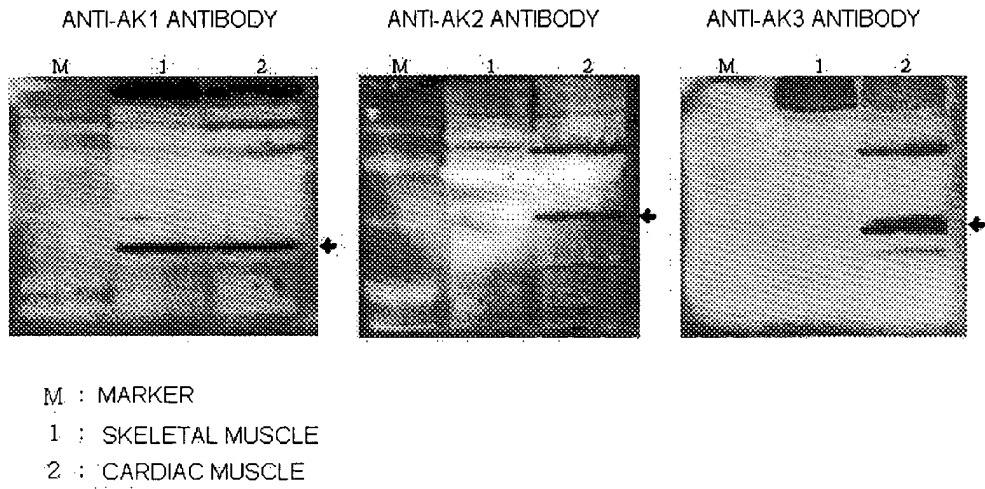 ANTI-AK1 ANTIBODY ANTI-AK2 ANTIBODY ANTI-AK3 ANTIBODY
M 1 2 M 1 2 M 1 2
M : MARKER
1 : SKELETAL MUSCLE
2 : CARDIAC MUSCLE